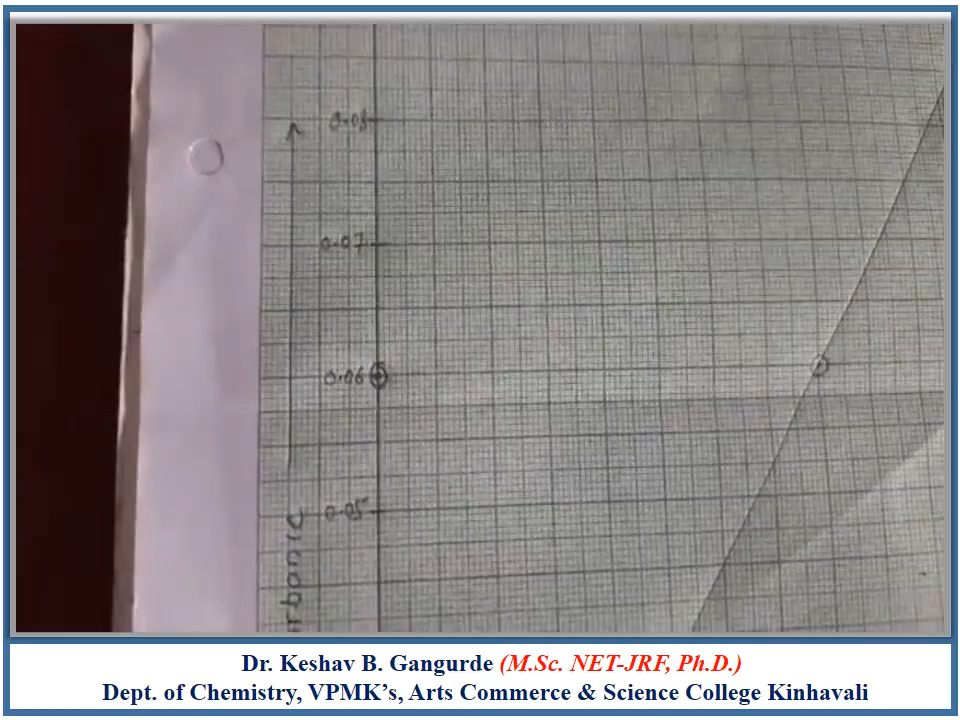 0.08
0.07
0.06
0.05
rbonic
Dr. Keshav B. Gangurde (M.Sc. NET-JRF, Ph.D.)
Dept. of Chemistry, VPMK’s, Arts Commerce & Science College Kinhavali